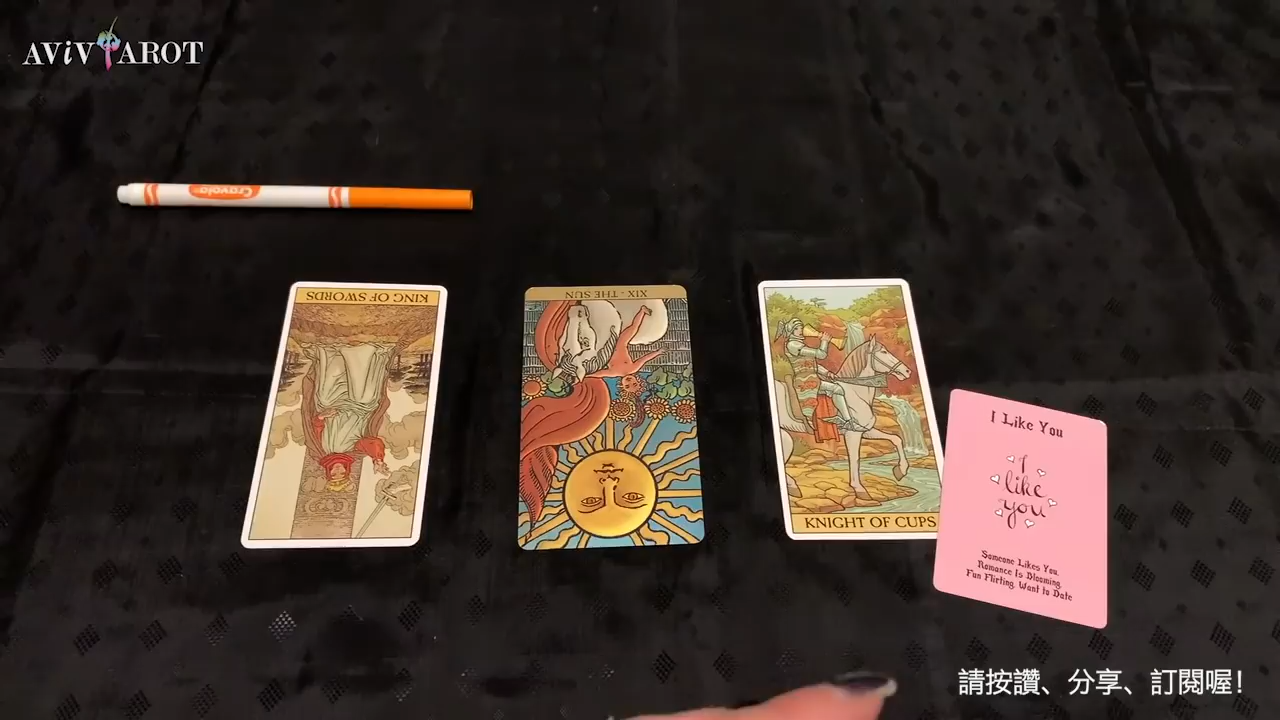 AViV TAROT
Crayola
KING OF SWORDS
XIX · THE SUN
KNIGHT OF CUPS
I Like You
I
like
you
Someone Likes You.
Romance Is Blooming.
Fun Flirting. Want to Date
請按讚、分享、訂閱喔!